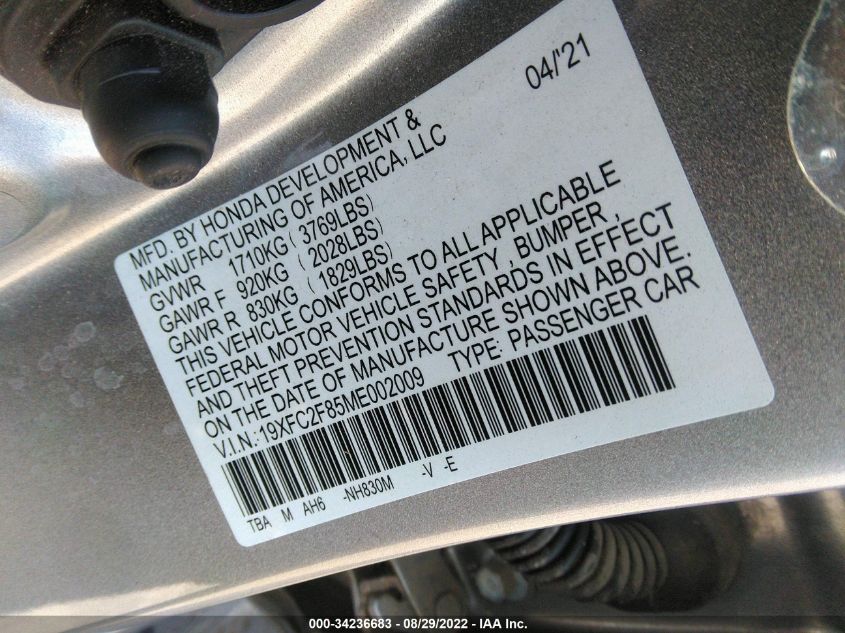 04/'21
MFD. BY HONDA DEVELOPMENT &
MANUFACTURING OF AMERICA, LLC
GVWR 1710KG ( 3769LBS)
GAWR F 920KG ( 2028LBS)
GAWR R 830KG ( 1829LBS)
THIS VEHICLE CONFORMS TO ALL APPLICABLE
FEDERAL MOTOR VEHICLE SAFETY , BUMPER ,
AND THEFT PREVENTION STANDARDS IN EFFECT
ON THE DATE OF MANUFACTURE SHOWN ABOVE.
V.I.N.:19XFC2F85ME002009 TYPE: PASSENGER CAR
TBA M AH6 -NH830M -V -E
000-34236683 - 08/29/2022 - IAA Inc.